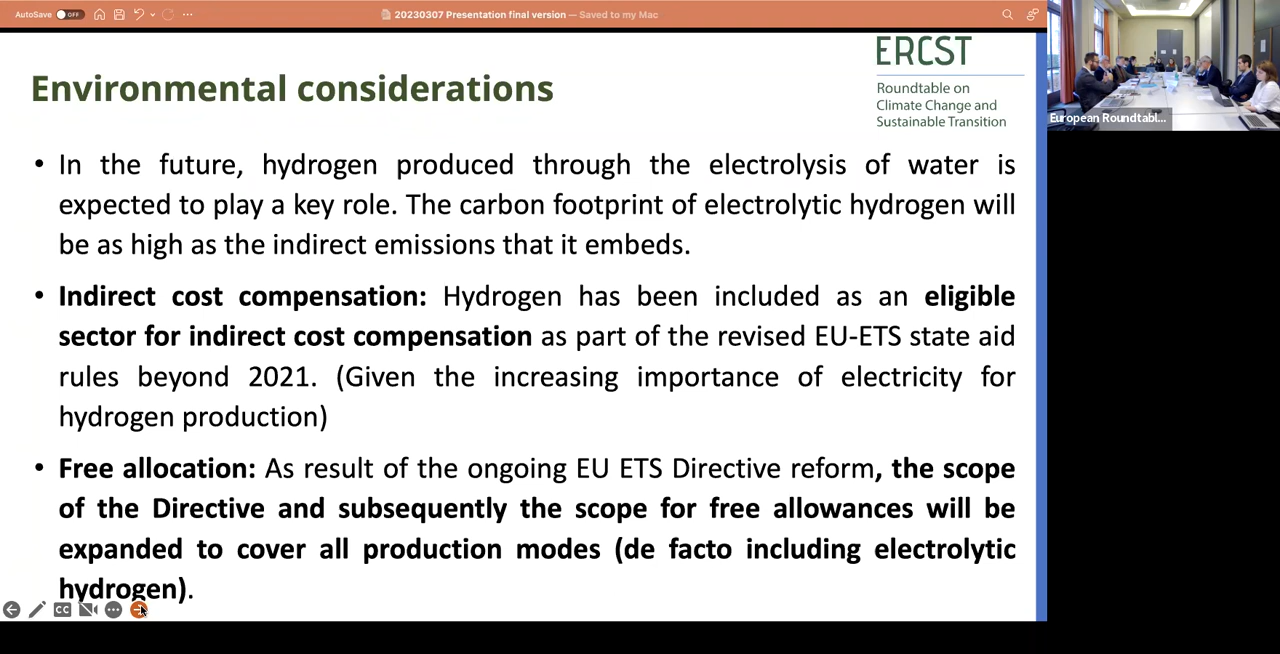 AutoSave OFF
20230307 Presentation final version — Saved to my Mac
ERCST
Roundtable on
Climate Change and
Sustainable Transition
Environmental considerations
• In the future, hydrogen produced through the electrolysis of water is
expected to play a key role. The carbon footprint of electrolytic hydrogen will
be as high as the indirect emissions that it embeds.
• Indirect cost compensation: Hydrogen has been included as an eligible
sector for indirect cost compensation as part of the revised EU-ETS state aid
rules beyond 2021. (Given the increasing importance of electricity for
hydrogen production)
• Free allocation: As result of the ongoing EU ETS Directive reform, the scope
of the Directive and subsequently the scope for free allowances will be
expanded to cover all production modes (de facto including electrolytic
hydrogen).
CC
European Roundtabl...